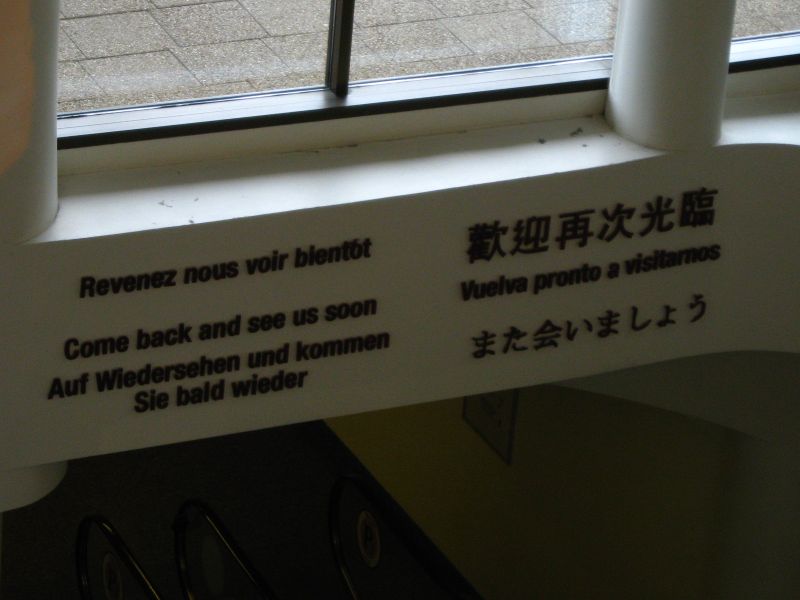 Revenez nous voir bientôt
Come back and see us soon
Auf Wiedersehen und kommen
Sie bald wieder
歡迎再次光臨
Vuelva pronto a visitarnos
また会いましょう